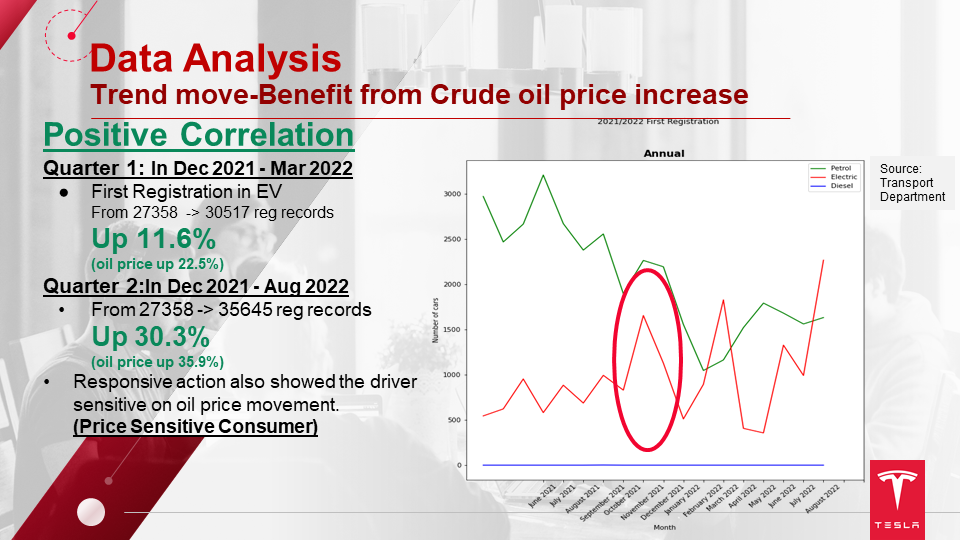 Data Analysis
Trend move-Benefit from Crude oil price increase
Positive Correlation
Quarter 1: In Dec 2021 - Mar 2022
● First Registration in EV
From 27358 -> 30517 reg records
Up 11.6%
(oil price up 22.5%)
Quarter 2:In Dec 2021 - Aug 2022
• From 27358 -> 35645 reg records
Up 30.3%
(oil price up 35.9%)
• Responsive action also showed the driver
sensitive on oil price movement.
(Price Sensitive Consumer)
2021/2022 First Registration
Annual
Petrol
Electric
Diesel
Number of cars
3000
2500
2000
1500
1000
500
0
June 2021
July 2021
August 2021
September 2021
October 2021
November 2021
December 2021
January 2022
February 2022
March 2022
April 2022
May 2022
June 2022
July 2022
August 2022
Month
Source:
Transport
Department
TESLA